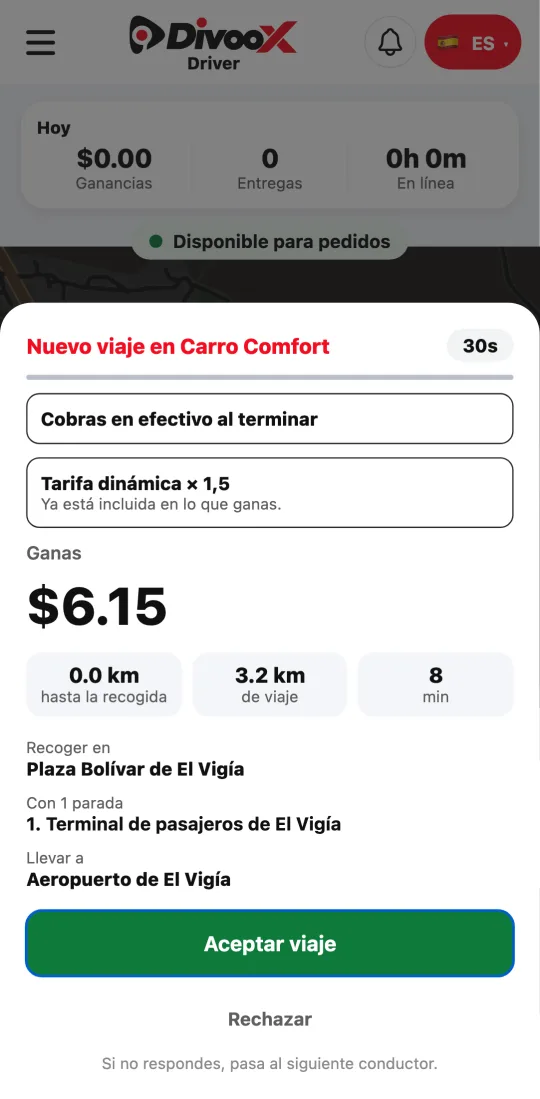 DivooX
Driver
ES
Hoy
$0.00
Ganancias
0
Entregas
0h 0m
En línea
Disponible para pedidos
Nuevo viaje en Carro Comfort
30s
Cobras en efectivo al terminar
Tarifa dinámica × 1,5
Ya está incluida en lo que ganas.
Ganas
$6.15
0.0 km
hasta la recogida
3.2 km
de viaje
8
min
Recoger en
Plaza Bolívar de El Vigía
Con 1 parada
1. Terminal de pasajeros de El Vigía
Llevar a
Aeropuerto de El Vigía
Aceptar viaje
Rechazar
Si no respondes, pasa al siguiente conductor.